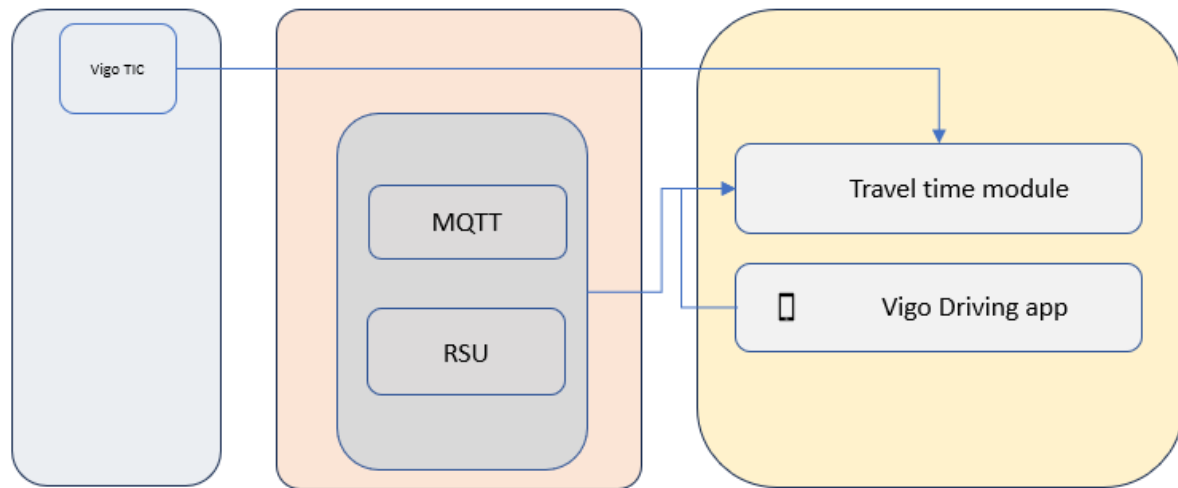 Vigo TIC
MQTT
RSU
Travel time module
Vigo Driving app